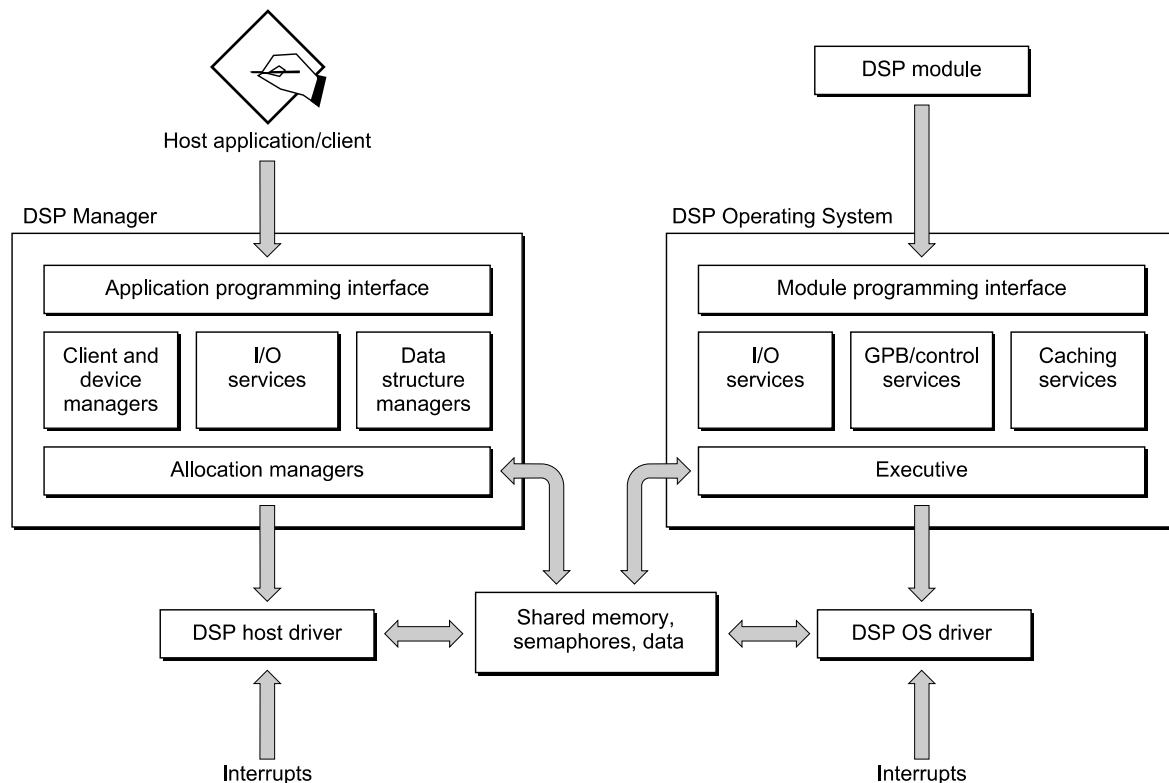 DSP module
Host application/client
DSP Manager
DSP Operating System
Application programming interface
Module programming interface
Client and
device
managers
I/O
services
Data
structure
managers
I/O
services
GPB/control
services
Caching
services
Allocation managers
Executive
DSP host driver
Shared memory,
semaphores, data
DSP OS driver
Interrupts
Interrupts